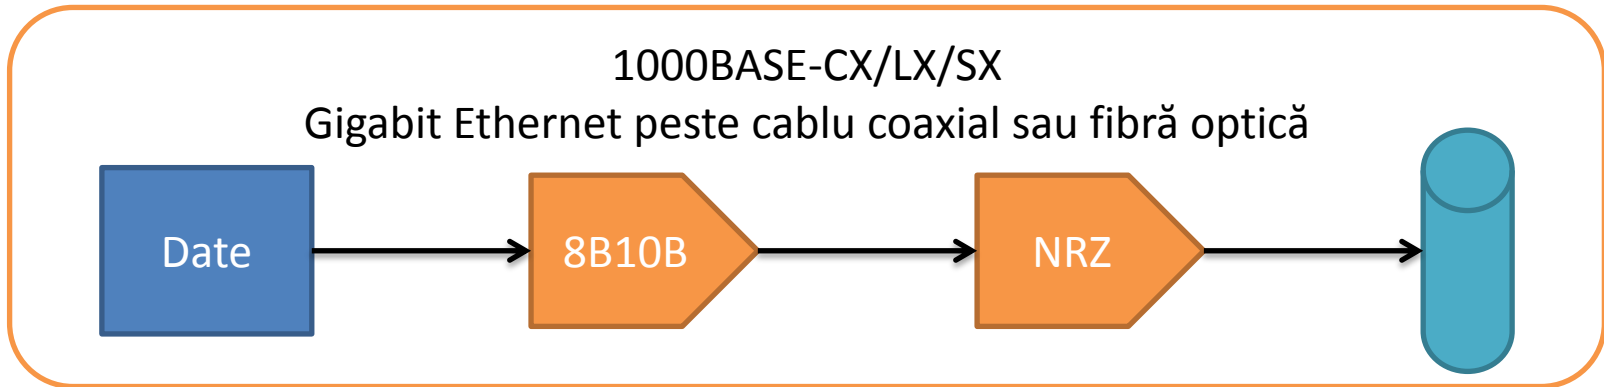 1000BASE-CX/LX/SX
Gigabit Ethernet peste cablu coaxial sau fibră optică
Date
8B10B
NRZ